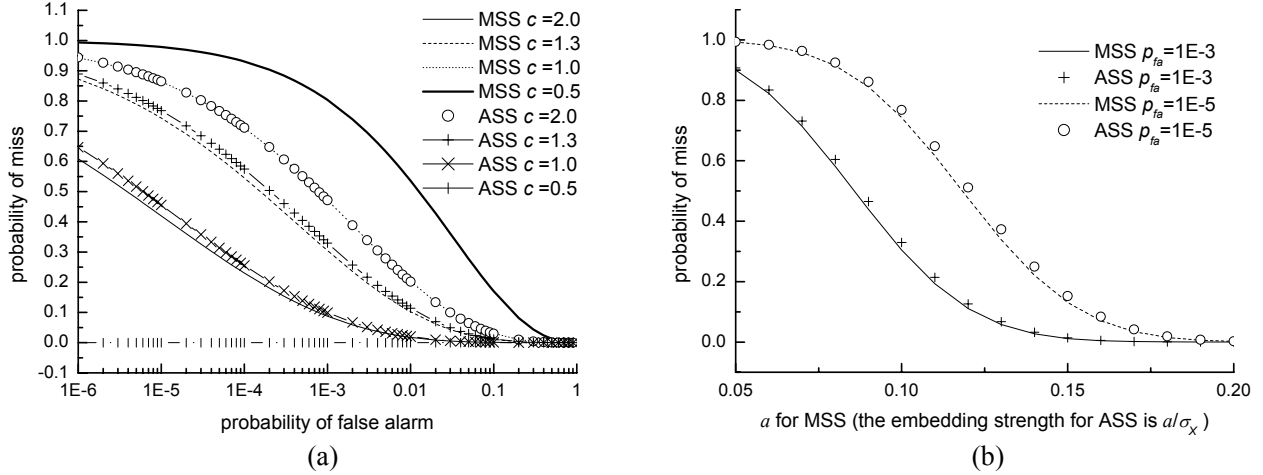 1.1
1.0
0.9
0.8
0.7
0.6
0.5
0.4
0.3
0.2
0.1
0.0
-0.1
probability of miss
1E-6 1E-5 1E-4 1E-3 0.01 0.1 1
probability of false alarm
MSS c =2.0
MSS c =1.3
MSS c =1.0
MSS c =0.5
ASS c =2.0
ASS c =1.3
ASS c =1.0
ASS c =0.5
(a)
1.0
0.8
0.6
0.4
0.2
0.0
probability of miss
0.05 0.10 0.15 0.20
a for MSS (the embedding strength for ASS is a/σX )
MSS pfa=1E-3
ASS pfa=1E-3
MSS pfa=1E-5
ASS pfa=1E-5
(b)